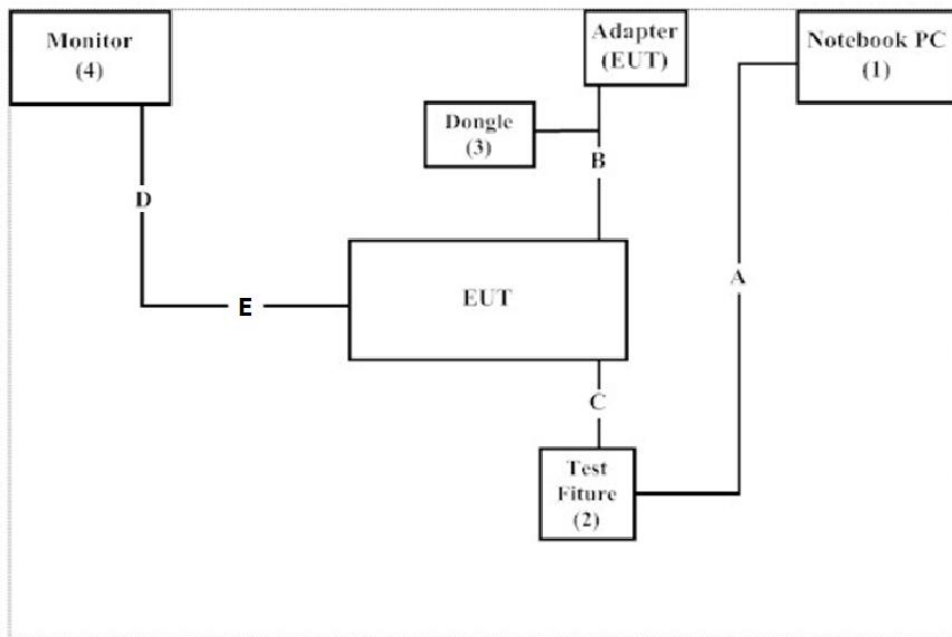 Monitor
(4)
Adapter
(EUT)
Notebook PC
(1)
Dongle
(3)
B
D
A
E
EUT
C
Test
Fiture
(2)